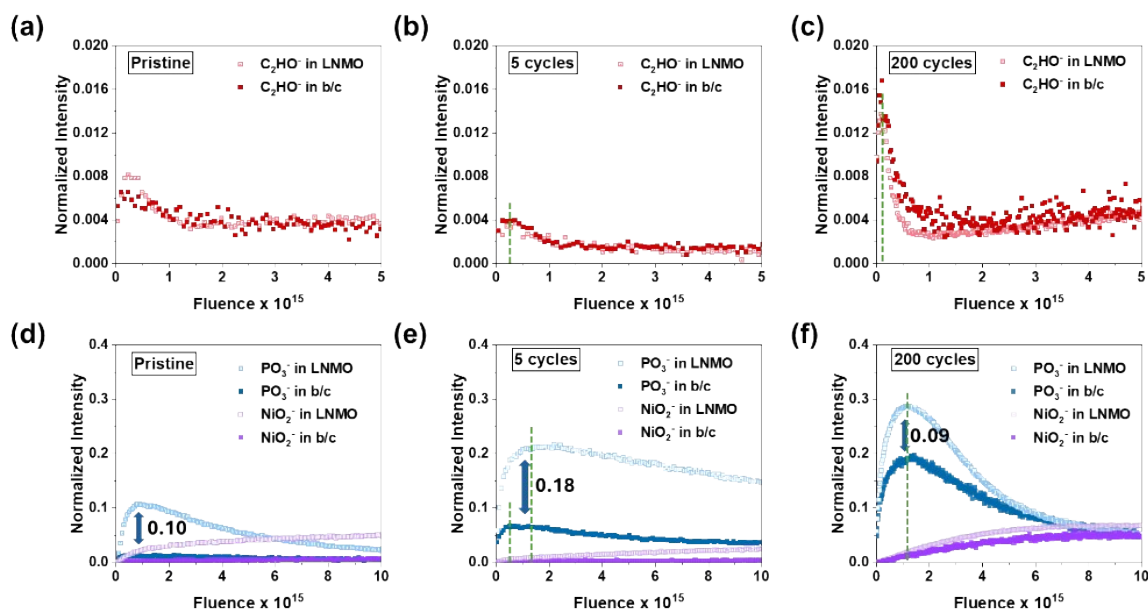 (a)
0.020
0.016
0.012
0.008
0.004
0.000
Normalized Intensity
Pristine
C₂HO⁻ in LNMO
C₂HO⁻ in b/c
0 1 2 3 4 5
Fluence x 10¹⁵
(b)
0.020
0.016
0.012
0.008
0.004
0.000
Normalized Intensity
5 cycles
C₂HO⁻ in LNMO
C₂HO⁻ in b/c
0 1 2 3 4 5
Fluence x 10¹⁵
(c)
0.020
0.016
0.012
0.008
0.004
0.000
Normalized Intensity
200 cycles
C₂HO⁻ in LNMO
C₂HO⁻ in b/c
0 1 2 3 4 5
Fluence x 10¹⁵
(d)
0.4
0.3
0.2
0.1
0.0
Normalized Intensity
Pristine
PO₃⁻ in LNMO
PO₃⁻ in b/c
NiO₂⁻ in LNMO
NiO₂⁻ in b/c
0.10
0 2 4 6 8 10
Fluence x 10¹⁵
(e)
0.4
0.3
0.2
0.1
0.0
Normalized Intensity
5 cycles
PO₃⁻ in LNMO
PO₃⁻ in b/c
NiO₂⁻ in LNMO
NiO₂⁻ in b/c
0.18
0 2 4 6 8 10
Fluence x 10¹⁵
(f)
0.4
0.3
0.2
0.1
0.0
Normalized Intensity
200 cycles
PO₃⁻ in LNMO
PO₃⁻ in b/c
NiO₂⁻ in LNMO
NiO₂⁻ in b/c
0.09
0 2 4 6 8 10
Fluence x 10¹⁵